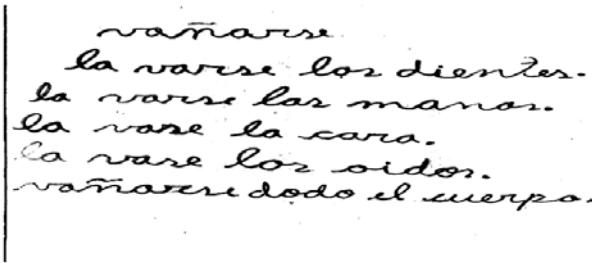 vañarse
la varse los dientes.
la varse las manos.
la vase la cara.
la vase los oidos.
vañarse dodo el cuerpo.